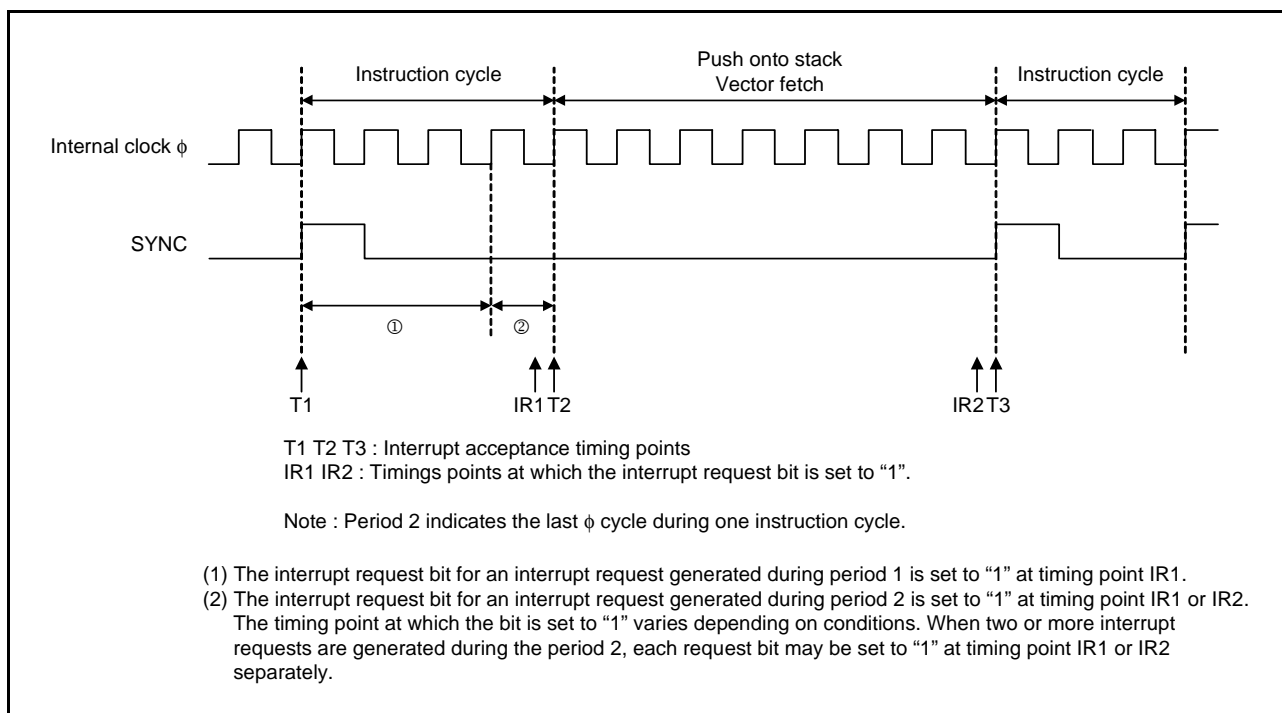 Push onto stack
Instruction cycle
Vector fetch
Instruction cycle
Internal clock ϕ
SYNC
①
②
T1
IR1 T2
IR2 T3
T1 T2 T3 : Interrupt acceptance timing points
IR1 IR2 : Timings points at which the interrupt request bit is set to “1”.
Note : Period 2 indicates the last ϕ cycle during one instruction cycle.
(1) The interrupt request bit for an interrupt request generated during period 1 is set to “1” at timing point IR1.
(2) The interrupt request bit for an interrupt request generated during period 2 is set to “1” at timing point IR1 or IR2.
The timing point at which the bit is set to “1” varies depending on conditions. When two or more interrupt
requests are generated during the period 2, each request bit may be set to “1” at timing point IR1 or IR2
separately.